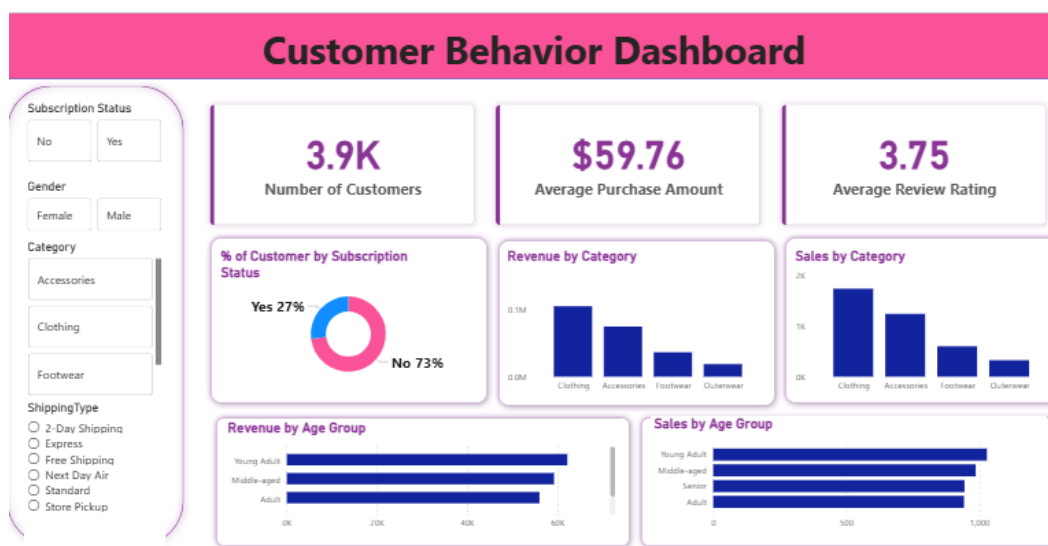 Customer Behavior Dashboard
Subscription Status
No
Yes
Gender
Female
Male
Category
Accessories
Clothing
Footwear
ShippingType
2-Day Shipping
Express
Free Shipping
Next Day Air
Standard
Store Pickup
3.9K
Number of Customers
$59.76
Average Purchase Amount
3.75
Average Review Rating
% of Customer by Subscription
Status
Yes 27%
No 73%
Revenue by Category
0.1M
0.0M
Clothing
Accessories
Footwear
Outerwear
Sales by Category
2K
1K
0K
Clothing
Accessories
Footwear
Outerwear
Revenue by Age Group
Young Adult
Middle-aged
Adult
0K
20K
40K
60K
Sales by Age Group
Young Adult
Middle-aged
Senior
Adult
0
500
1,000